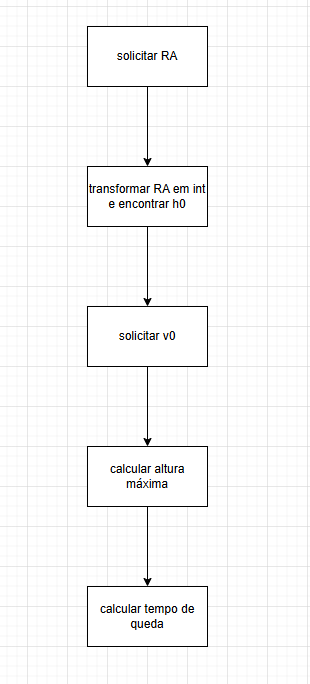 solicitar RA
transformar RA em int
e encontrar h0
solicitar v0
calcular altura
máxima
calcular tempo de
queda